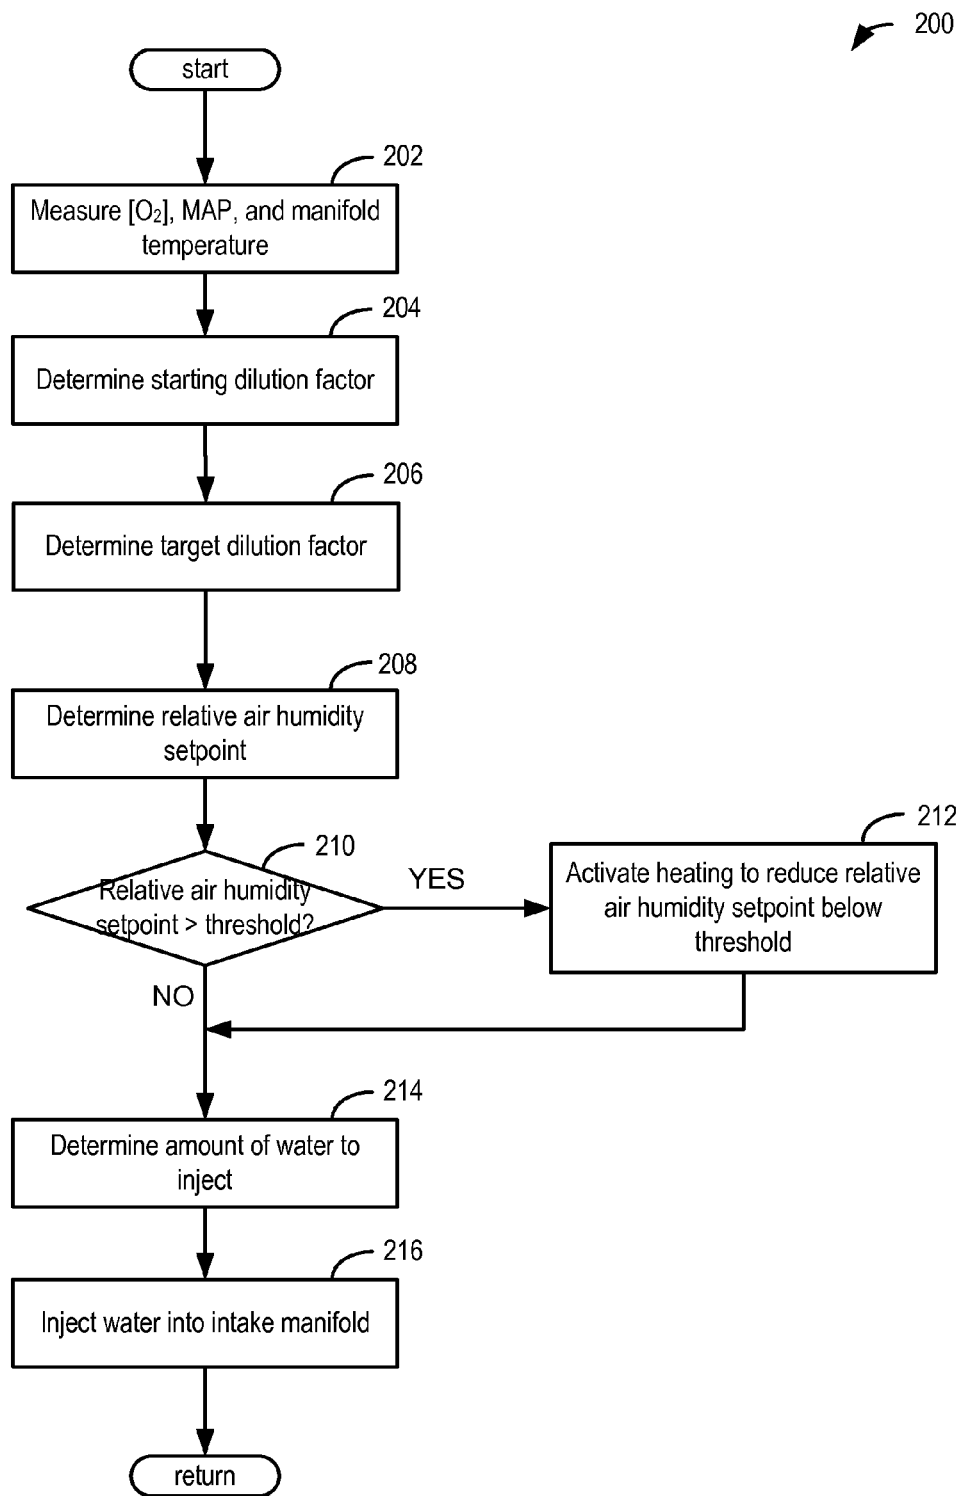 200
start
202
Measure [O₂], MAP, and manifold
temperature
204
Determine starting dilution factor
206
Determine target dilution factor
208
Determine relative air humidity
setpoint
210
Relative air humidity
setpoint > threshold?
YES
212
Activate heating to reduce relative
air humidity setpoint below
threshold
NO
214
Determine amount of water to
inject
216
Inject water into intake manifold
return